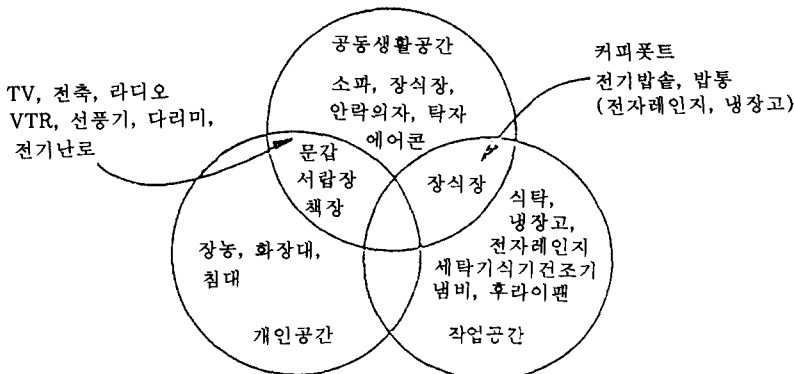 공동생활공간
소파, 장식장,
안락의자, 탁자
에어콘
TV, 전축, 라디오
VTR, 선풍기, 다리미,
전기난로
커피폿트
전기밥솥, 밥통
(전자레인지, 냉장고)
문갑
서랍장
책장
장식장
장농, 화장대,
침대
개인공간
식탁,
냉장고,
전자레인지
세탁기식기건조기
냄비, 후라이팬
작업공간